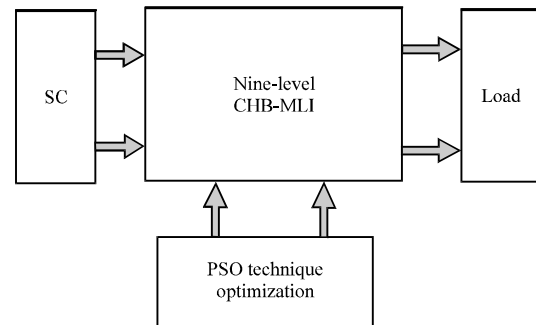 SC
Nine-level
CHB-MLI
Load
PSO technique
optimization